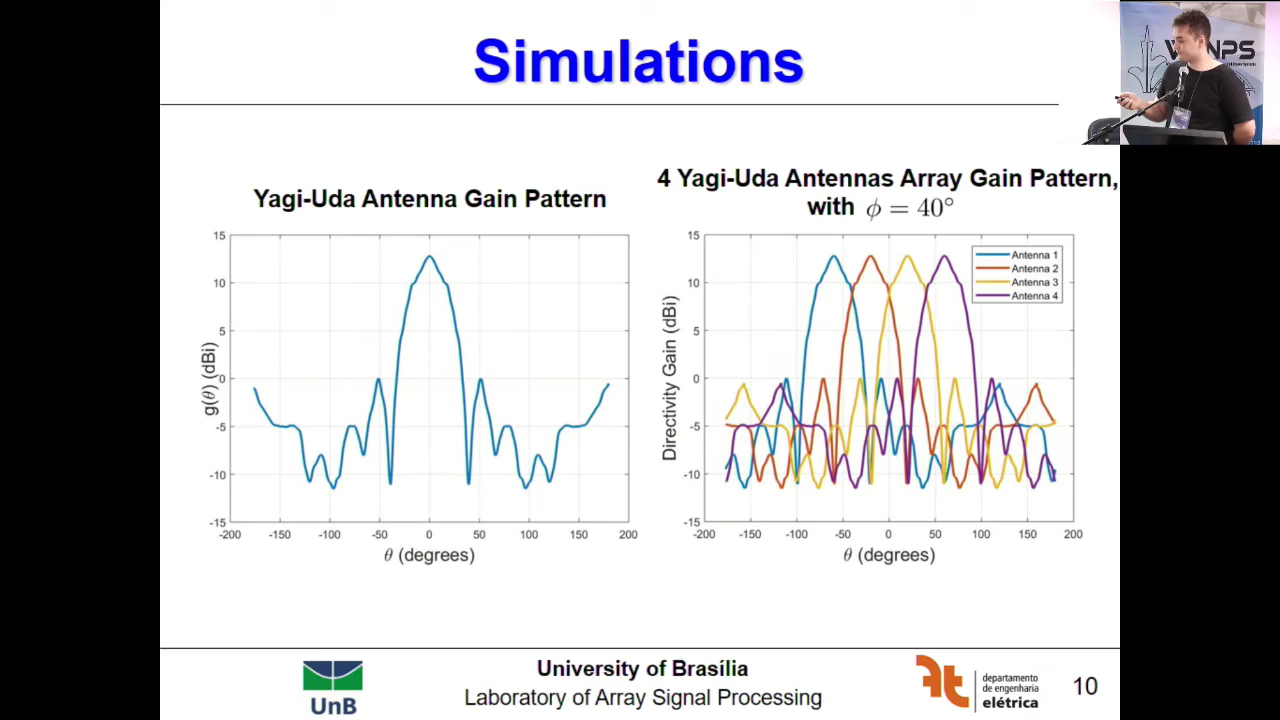 Simulations
W NPS
Yagi-Uda Antenna Gain Pattern
15
10
5
0
-5
-10
-15
-200
-150
-100
-50
0
50
100
150
200
g(θ) (dBi)
θ (degrees)
4 Yagi-Uda Antennas Array Gain Pattern,
with ϕ = 40°
15
10
5
0
-5
-10
-15
-200
-150
-100
-50
0
50
100
150
200
Directivity Gain (dBi)
θ (degrees)
Antenna 1
Antenna 2
Antenna 3
Antenna 4
UnB
University of Brasília
Laboratory of Array Signal Processing
ft
departamento
de engenharia
elétrica
10